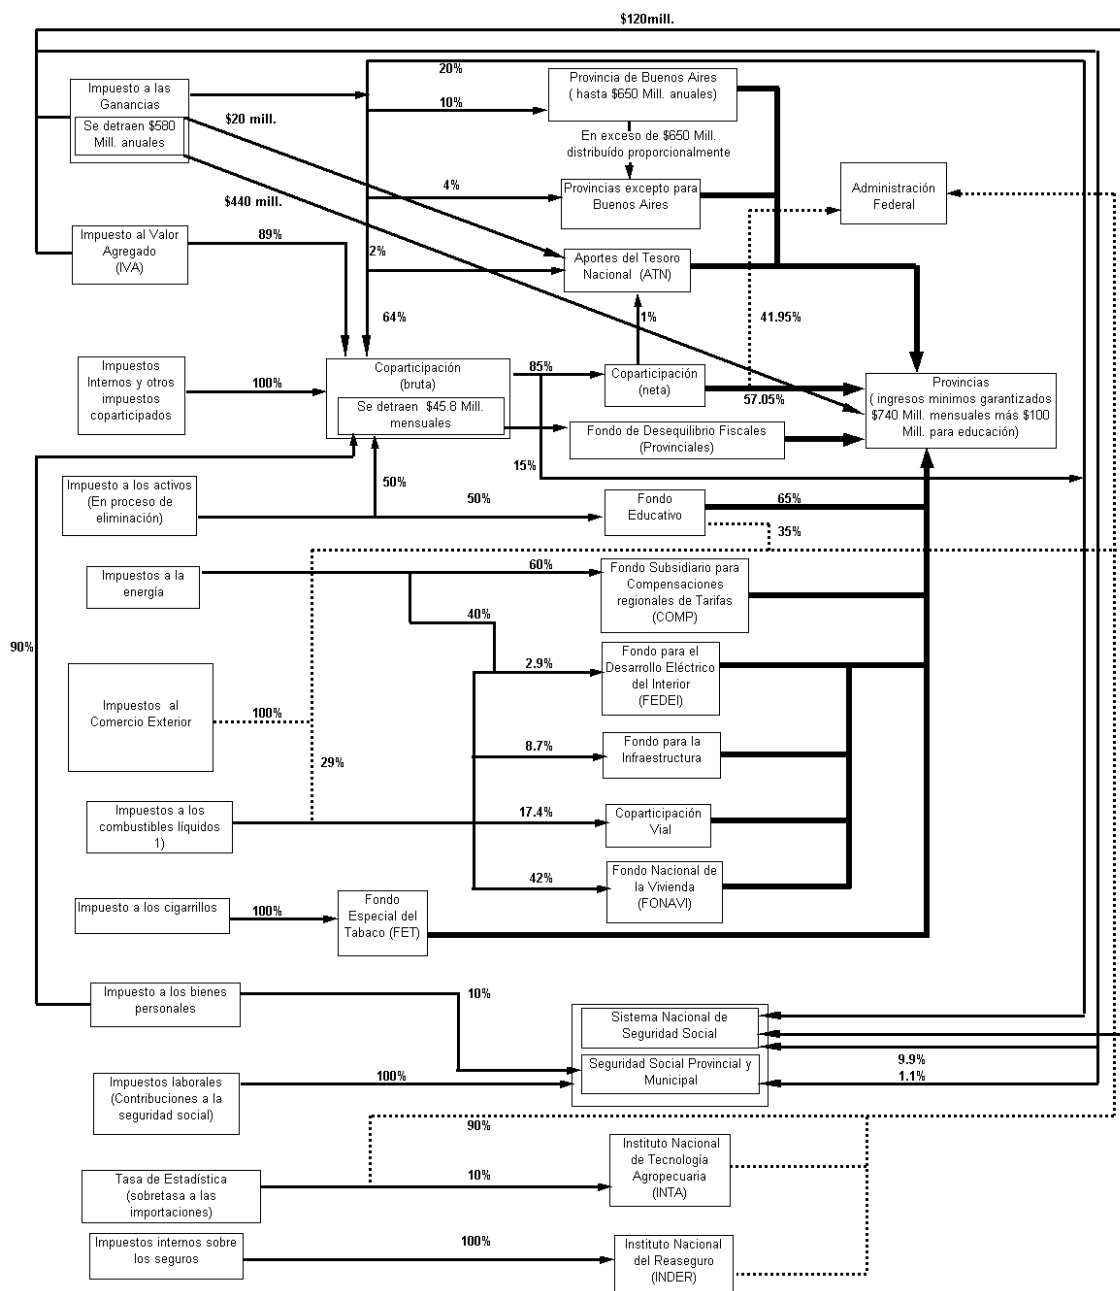 $120mill.
20%
Impuesto a las
Ganancias
Se detraen $580
Mill. anuales
$20 mill.
$440 mill.
10%
Provincia de Buenos Aires
( hasta $650 Mill. anuales)
En exceso de $650 Mill.
distribuído proporcionalmente
4%
Provincias excepto para
Buenos Aires
Administración
Federal
Impuesto al Valor
Agregado
(IVA)
89%
2%
Aportes del Tesoro
Nacional (ATN)
64%
1%
41.95%
Impuestos
Internos y otros
impuestos
coparticipados
100%
Coparticipación
(bruta)
Se detraen $45.8 Mill.
mensuales
85%
Coparticipación
(neta)
57.05%
Provincias
( ingresos minimos garantizados
$740 Mill. mensuales más $100
Mill. para educación)
Fondo de Desequilibrio Fiscales
(Provinciales)
15%
Impuesto a los activos
(En proceso de
eliminación)
50%
50%
Fondo
Educativo
65%
35%
Impuestos a la
energía
60%
40%
Fondo Subsidiario para
Compensaciones
regionales de Tarifas
(COMP)
90%
2.9%
Fondo para el
Desarrollo Eléctrico
del Interior
(FEDEI)
Impuestos al
Comercio Exterior
100%
29%
8.7%
Fondo para la
Infraestructura
Impuestos a los
combustibles líquidos
1)
17.4%
Coparticipación
Vial
42%
Fondo Nacional de
la Vivienda
(FONAVI)
Impuesto a los cigarrillos
100%
Fondo
Especial del
Tabaco (FET)
Impuesto a los bienes
personales
10%
Sistema Nacional de
Seguridad Social
Seguridad Social Provincial y
Municipal
9.9%
1.1%
Impuestos laborales
(Contribuciones a la
seguridad social)
100%
90%
Tasa de Estadística
(sobretasa a las
importaciones)
10%
Instituto Nacional
de Tecnología
Agropecuaria
(INTA)
Impuestos internos sobre
los seguros
100%
Instituto Nacional
del Reaseguro
(INDER)